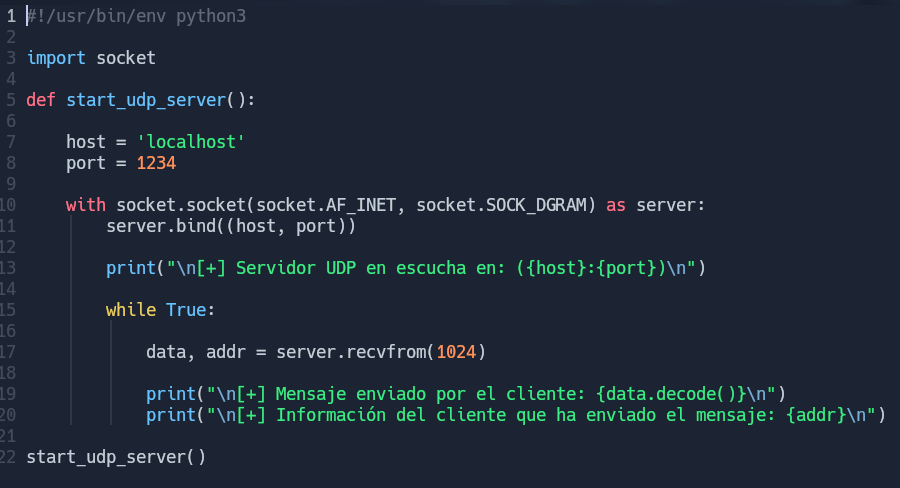 1 #!/usr/bin/env python3
2
3 import socket
4
5 def start_udp_server():
6
7     host = 'localhost'
8     port = 1234
9
10     with socket.socket(socket.AF_INET, socket.SOCK_DGRAM) as server:
11         server.bind((host, port))
12
13         print("\n[+] Servidor UDP en escucha en: ({host}:{port})\n")
14
15         while True:
16
17             data, addr = server.recvfrom(1024)
18
19             print("\n[+] Mensaje enviado por el cliente: {data.decode()}\n")
20             print("\n[+] Información del cliente que ha enviado el mensaje: {addr}\n")
21
22 start_udp_server()